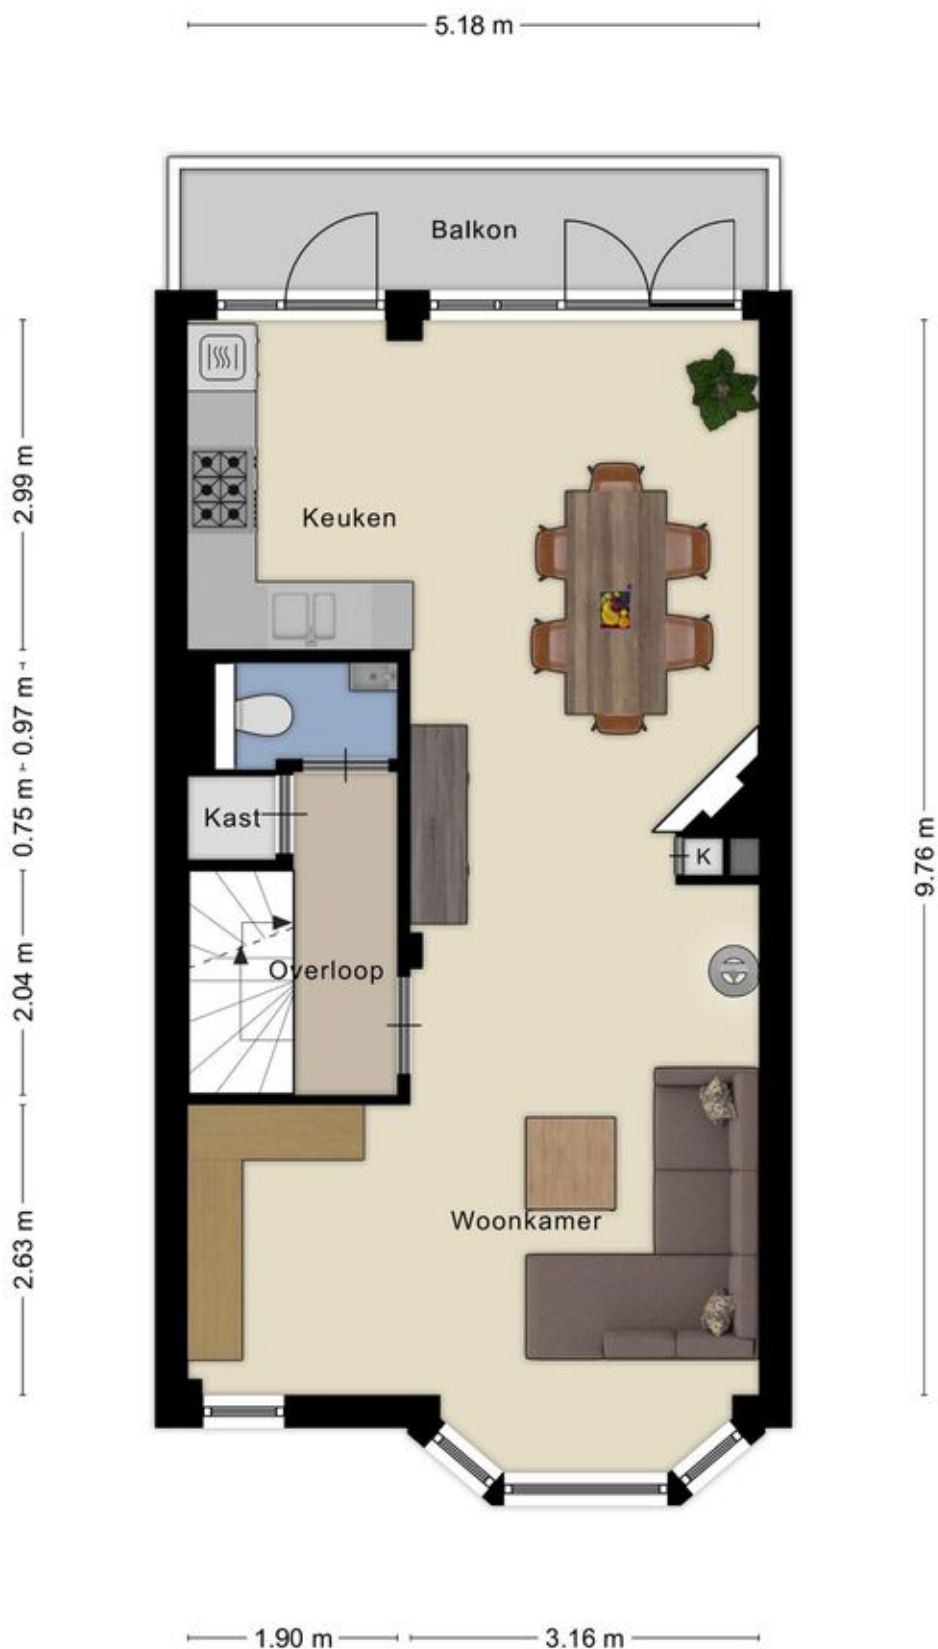 5.18 m
Balkon
2.99 m
Keuken
0.97 m
0.75 m
Kast
K
9.76 m
2.04 m
Overloop
2.63 m
Woonkamer
1.90 m
3.16 m